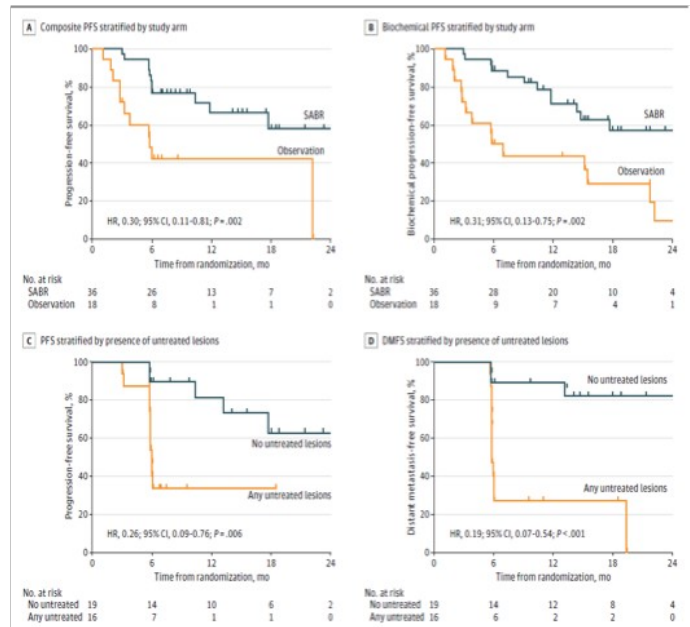 A Composite PFS stratified by study arm
Progression-free survival, %
100
80
60
40
20
0
SABR
Observation
HR, 0.30; 95% CI, 0.11-0.81; P = .002
0 6 12 18 24
Time from randomization, mo
No. at risk
SABR 36 26 13 7 2
Observation 18 8 1 1 0
B Biochemical PFS stratified by study arm
Biochemical progression-free survival, %
100
80
60
40
20
0
SABR
Observation
HR, 0.31; 95% CI, 0.13-0.75; P = .002
0 6 12 18 24
Time from randomization, mo
No. at risk
SABR 36 28 20 10 4
Observation 18 9 7 4 1
C PFS stratified by presence of untreated lesions
Progression-free survival, %
100
80
60
40
20
0
No untreated lesions
Any untreated lesions
HR, 0.26; 95% CI, 0.09-0.76; P = .006
0 6 12 18 24
Time from randomization, mo
No. at risk
No untreated 19 14 10 6 2
Any untreated 16 7 1 1 0
D DMFS stratified by presence of untreated lesions
Distant metastasis-free survival, %
100
80
60
40
20
0
No untreated lesions
Any untreated lesions
HR, 0.19; 95% CI, 0.07-0.54; P < .001
0 6 12 18 24
Time from randomization, mo
No. at risk
No untreated 19 14 12 8 4
Any untreated 16 6 2 2 0